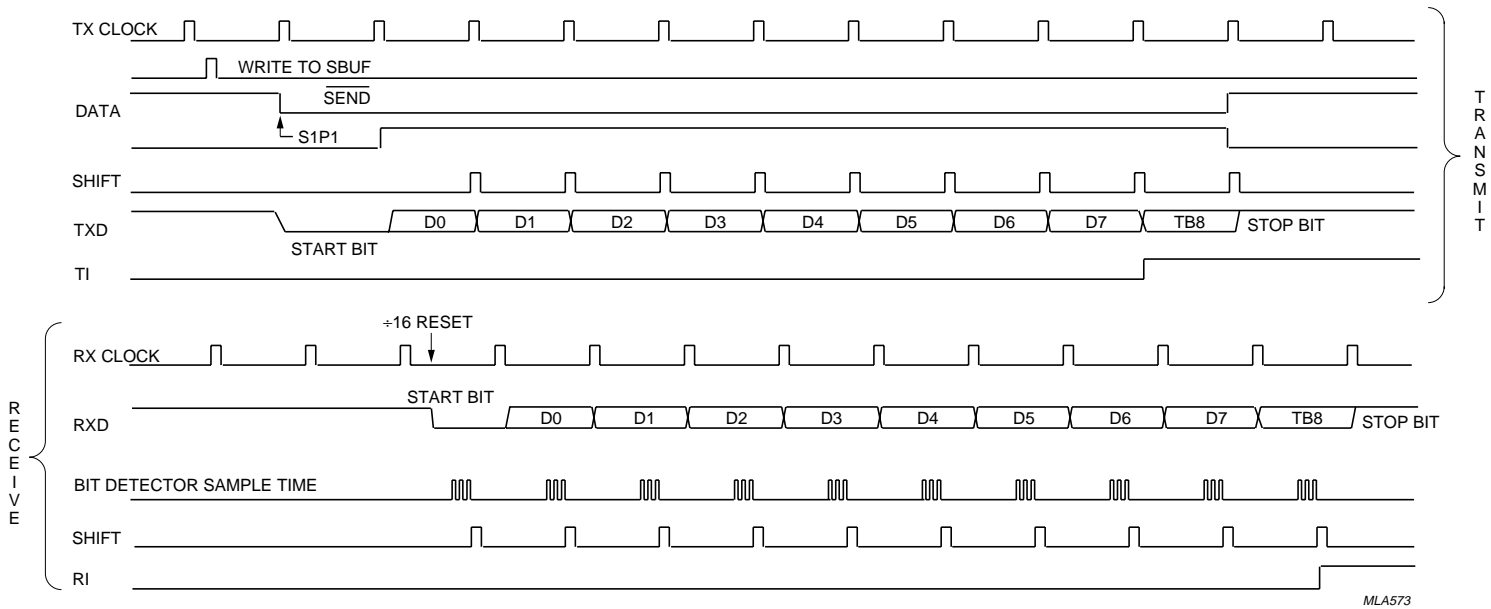 TX CLOCK
WRITE TO SBUF
SEND
DATA
S1P1
SHIFT
TXD
START BIT
D0 D1 D2 D3 D4 D5 D6 D7 TB8
STOP BIT
TI
TRANSMIT
÷16 RESET
RX CLOCK
START BIT
RXD
D0 D1 D2 D3 D4 D5 D6 D7 TB8
STOP BIT
BIT DETECTOR SAMPLE TIME
SHIFT
RI
RECEIVE
MLA573